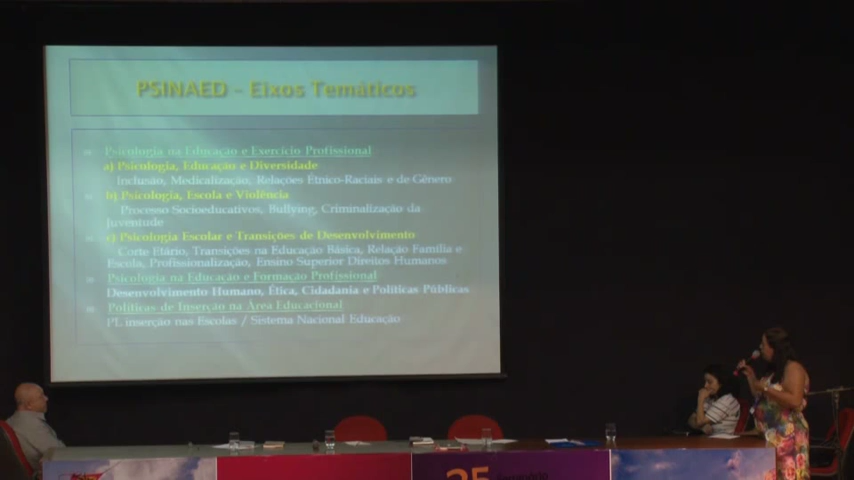 PSINAED – Eixos Temáticos
Psicologia na Educação e Exercício Profissional
a) Psicologia, Educação e Diversidade
Inclusão, Medicalização, Relações Étnico-Raciais e de Gênero
b) Psicologia, Escola e Violência
Processo Socioeducativos, Bullying, Criminalização da
Juventude
c) Psicologia Escolar e Transições de Desenvolvimento
Corte Etário, Transições na Educação Básica, Relação Família e
Escola, Profissionalização, Ensino Superior Direitos Humanos
Psicologia na Educação e Formação Profissional
Desenvolvimento Humano, Ética, Cidadania e Políticas Públicas
Políticas de Inserção na Área Educacional
PL inserção nas Escolas / Sistema Nacional Educação
25